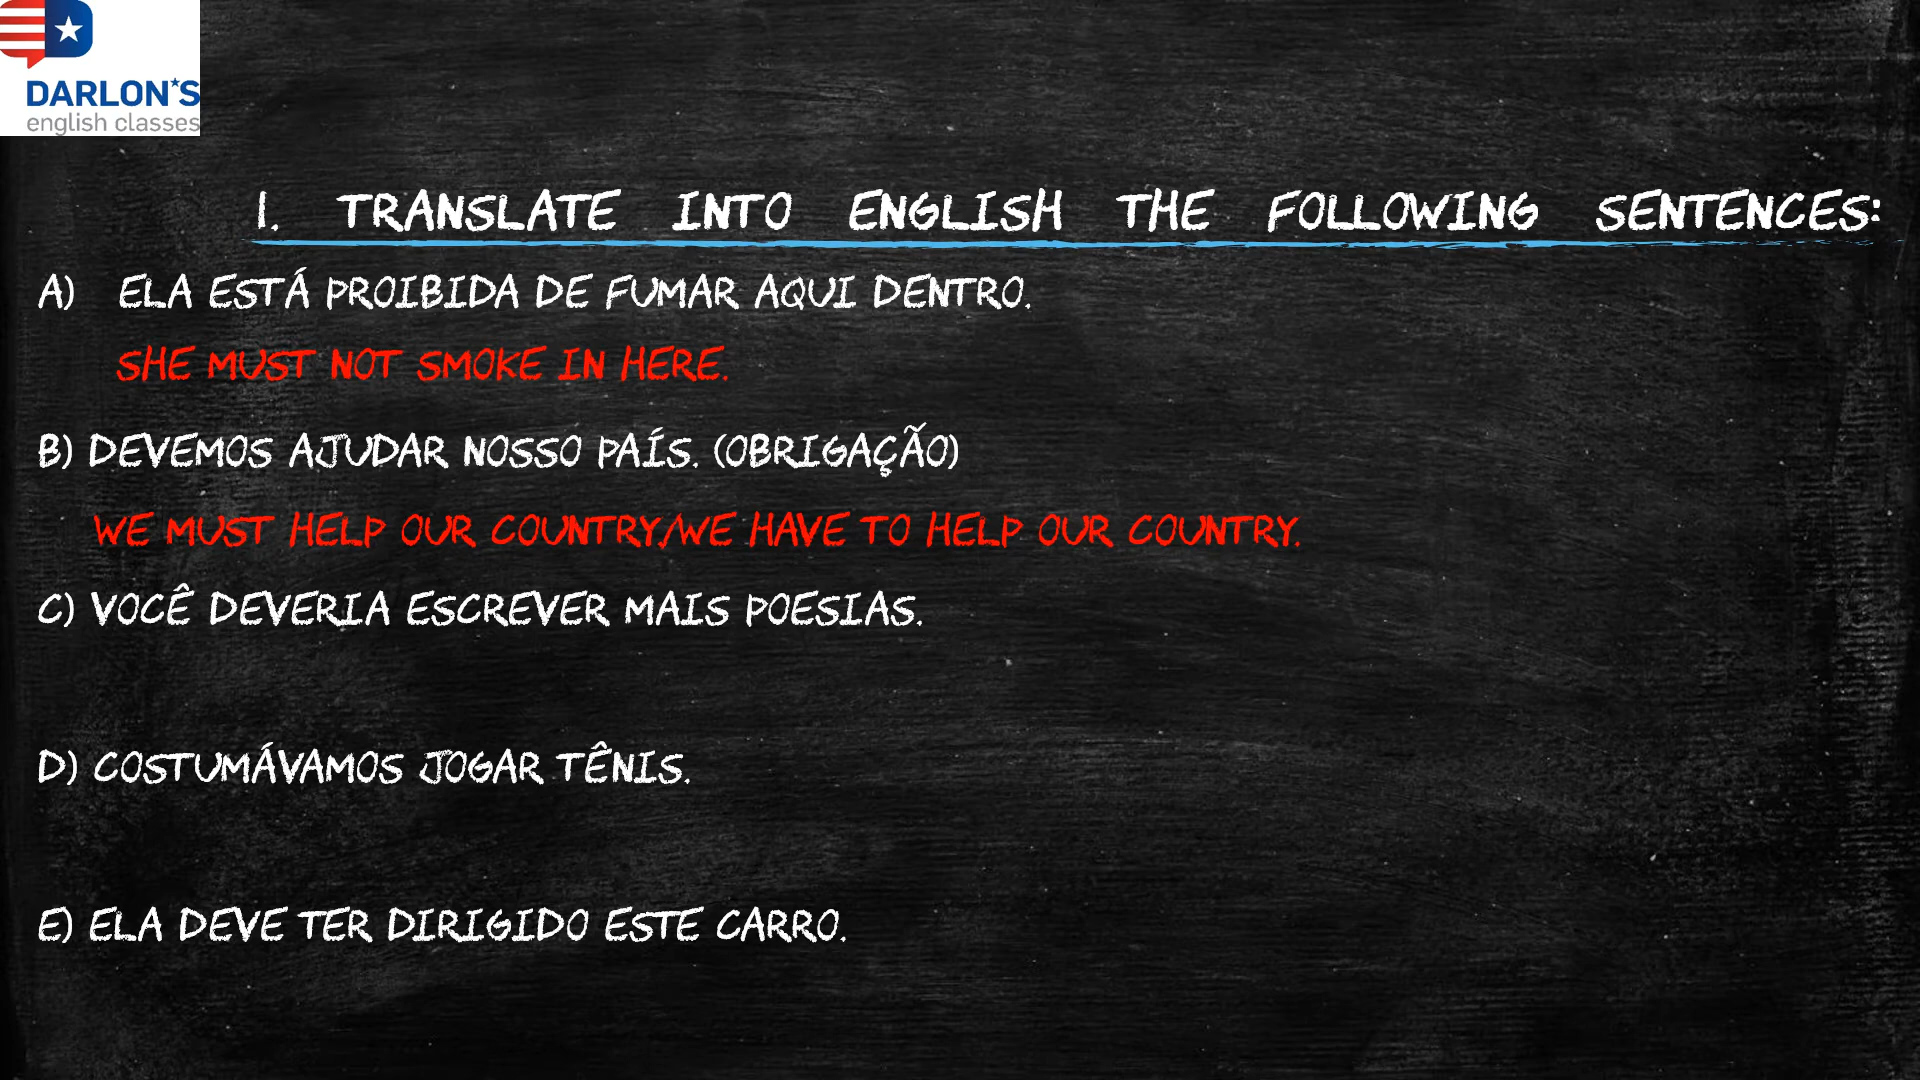 DARLON'S
english classes
1. TRANSLATE INTO ENGLISH THE FOLLOWING SENTENCES:
A) ELA ESTÁ PROIBIDA DE FUMAR AQUI DENTRO.
SHE MUST NOT SMOKE IN HERE.
B) DEVEMOS AJUDAR NOSSO PAÍS. (OBRIGAÇÃO)
WE MUST HELP OUR COUNTRY./WE HAVE TO HELP OUR COUNTRY.
C) VOCÊ DEVERIA ESCREVER MAIS POESIAS.
D) COSTUMÁVAMOS JOGAR TÊNIS.
E) ELA DEVE TER DIRIGIDO ESTE CARRO.